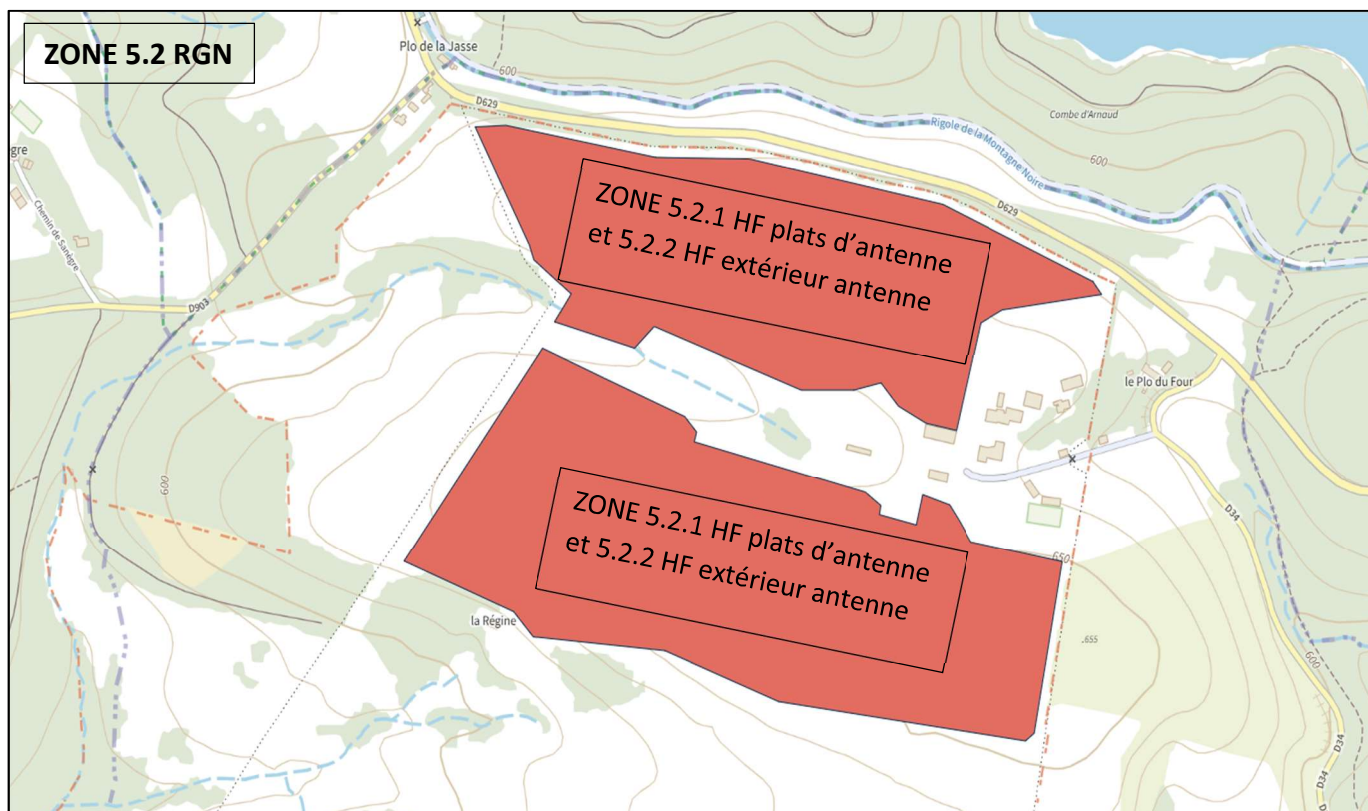 ZONE 5.2 RGN
Plo de la Jasse
600
D629
Combe d'Arnaud
Rigole de la Montagne Noire
600
D629
egre
Chemin de Sanègre
D903
ZONE 5.2.1 HF plats d'antenne
et 5.2.2 HF extérieur antenne
le Plo du Four
600
D34
650
ZONE 5.2.1 HF plats d'antenne
et 5.2.2 HF extérieur antenne
la Régine
.655
600
D34
D34